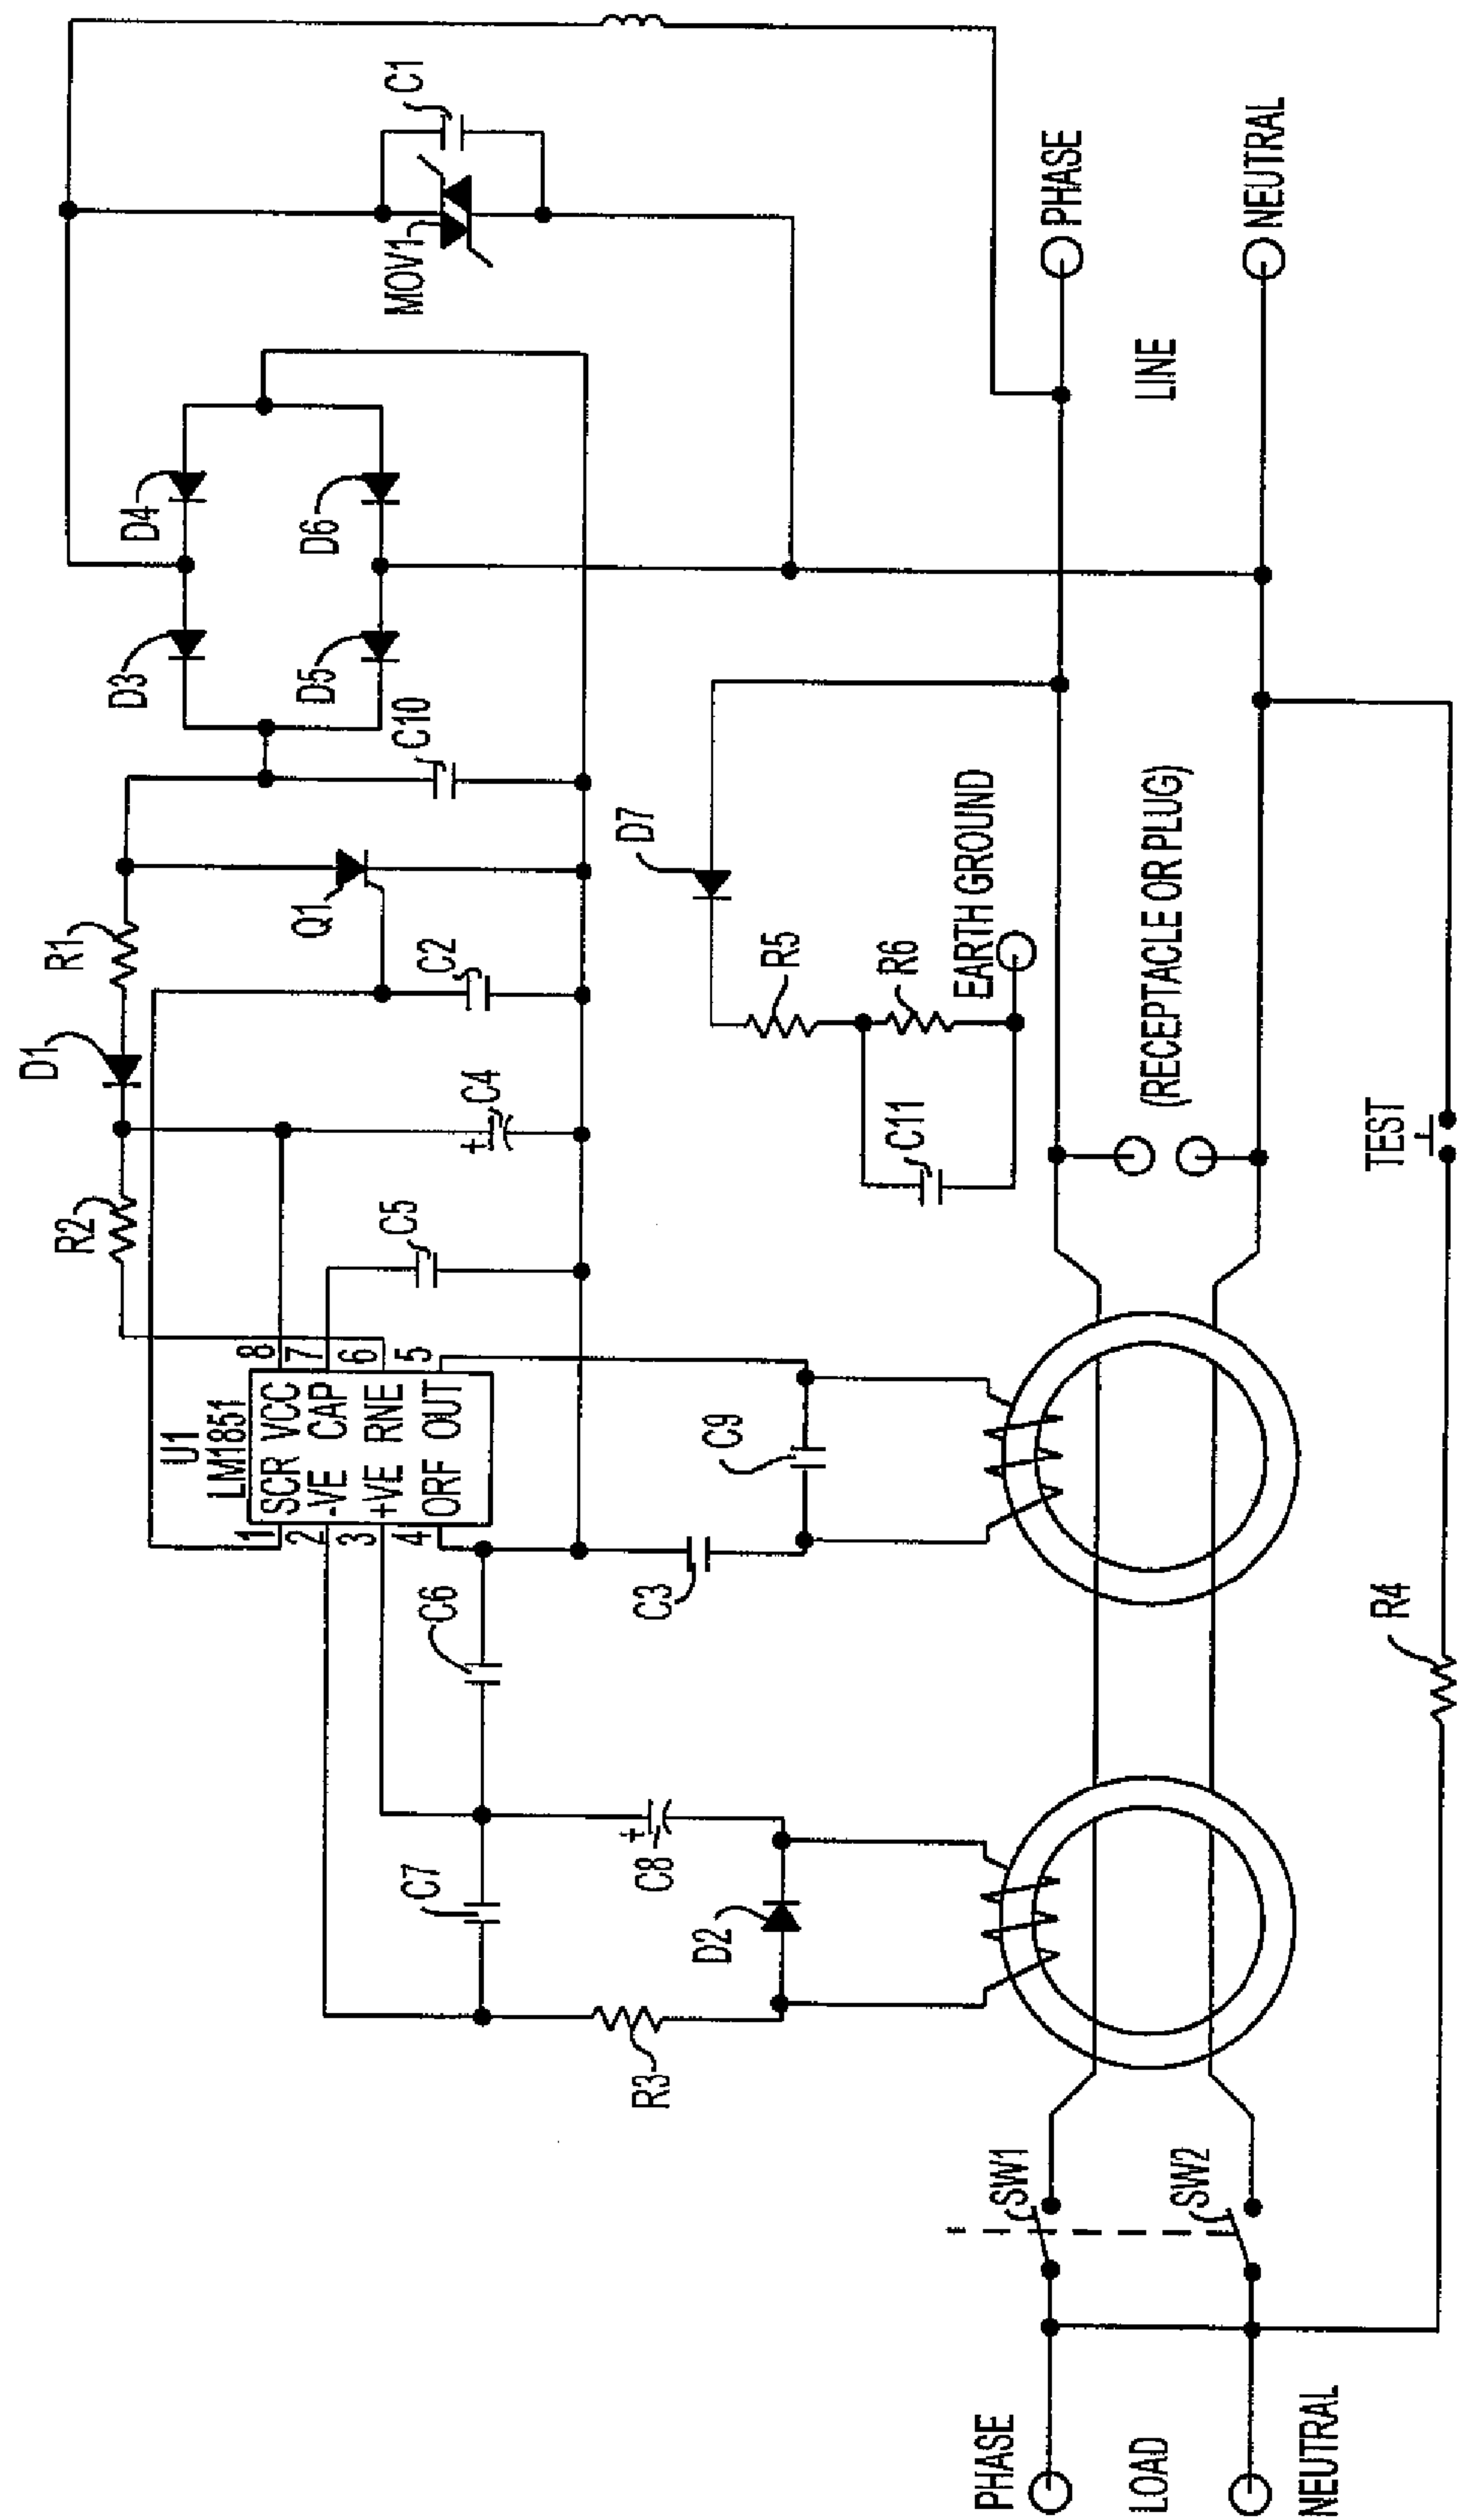 C1
MOV1
PHASE
NEUTRAL
LINE
D4
D6
D3
D5
C10
Q1
R1
C2
D1
C4
R2
C5
D7
R5
R6
EARTH GROUND
C11
(RECEPTACLE OR PLUG)
TEST
U1
LM1851
1 SCR VCC 8
2 -VE CAP 7
3 +VE RNE 6
4 ORF OUT 5
C9
C3
C6
C7
C8
+
+
D2
R3
R4
SW1
SW2
PHASE
LOAD
NEUTRAL